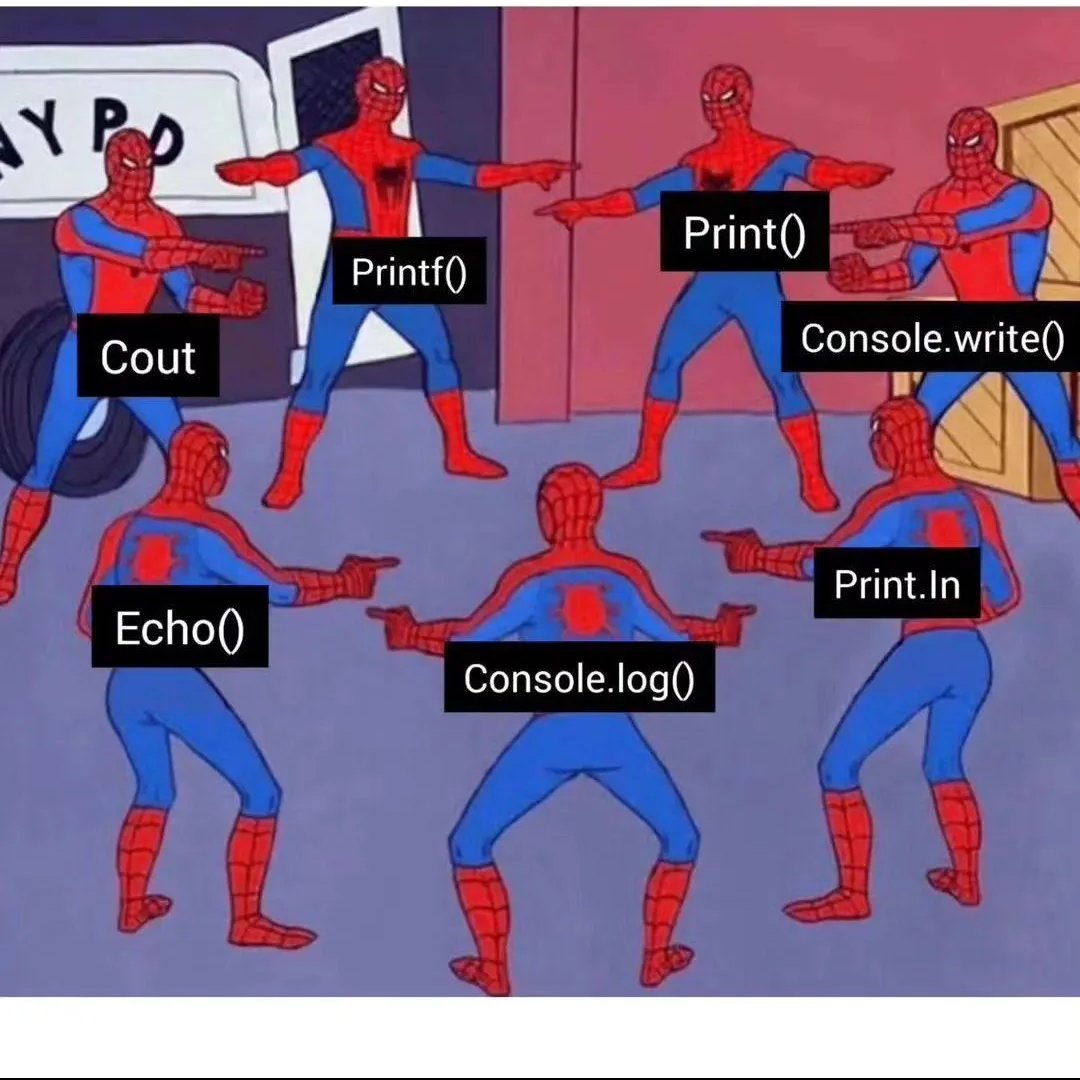 NYPD
Cout
Printf()
Print()
Console.write()
Echo()
Console.log()
Print.In